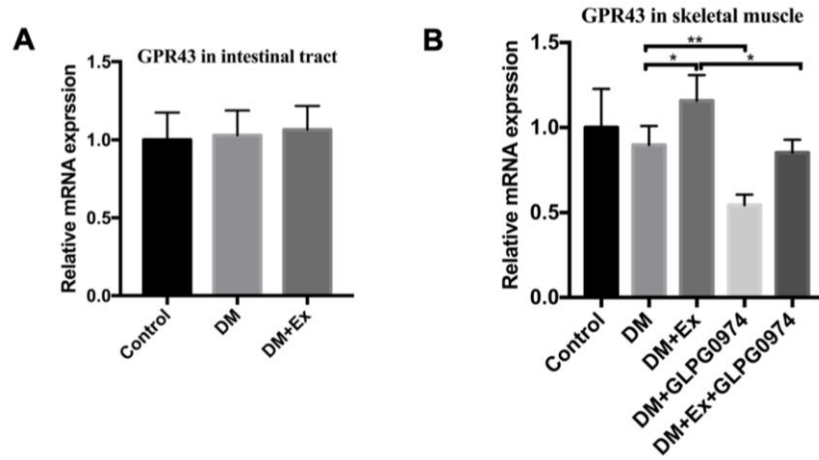 A
GPR43 in intestinal tract
Relative mRNA exprssion
1.5
1.0
0.5
0.0
Control
DM
DM+Ex
B
GPR43 in skeletal muscle
Relative mRNA exprssion
1.5
1.0
0.5
0.0
**
*
*
Control
DM
DM+Ex
DM+GLPG0974
DM+Ex+GLPG0974